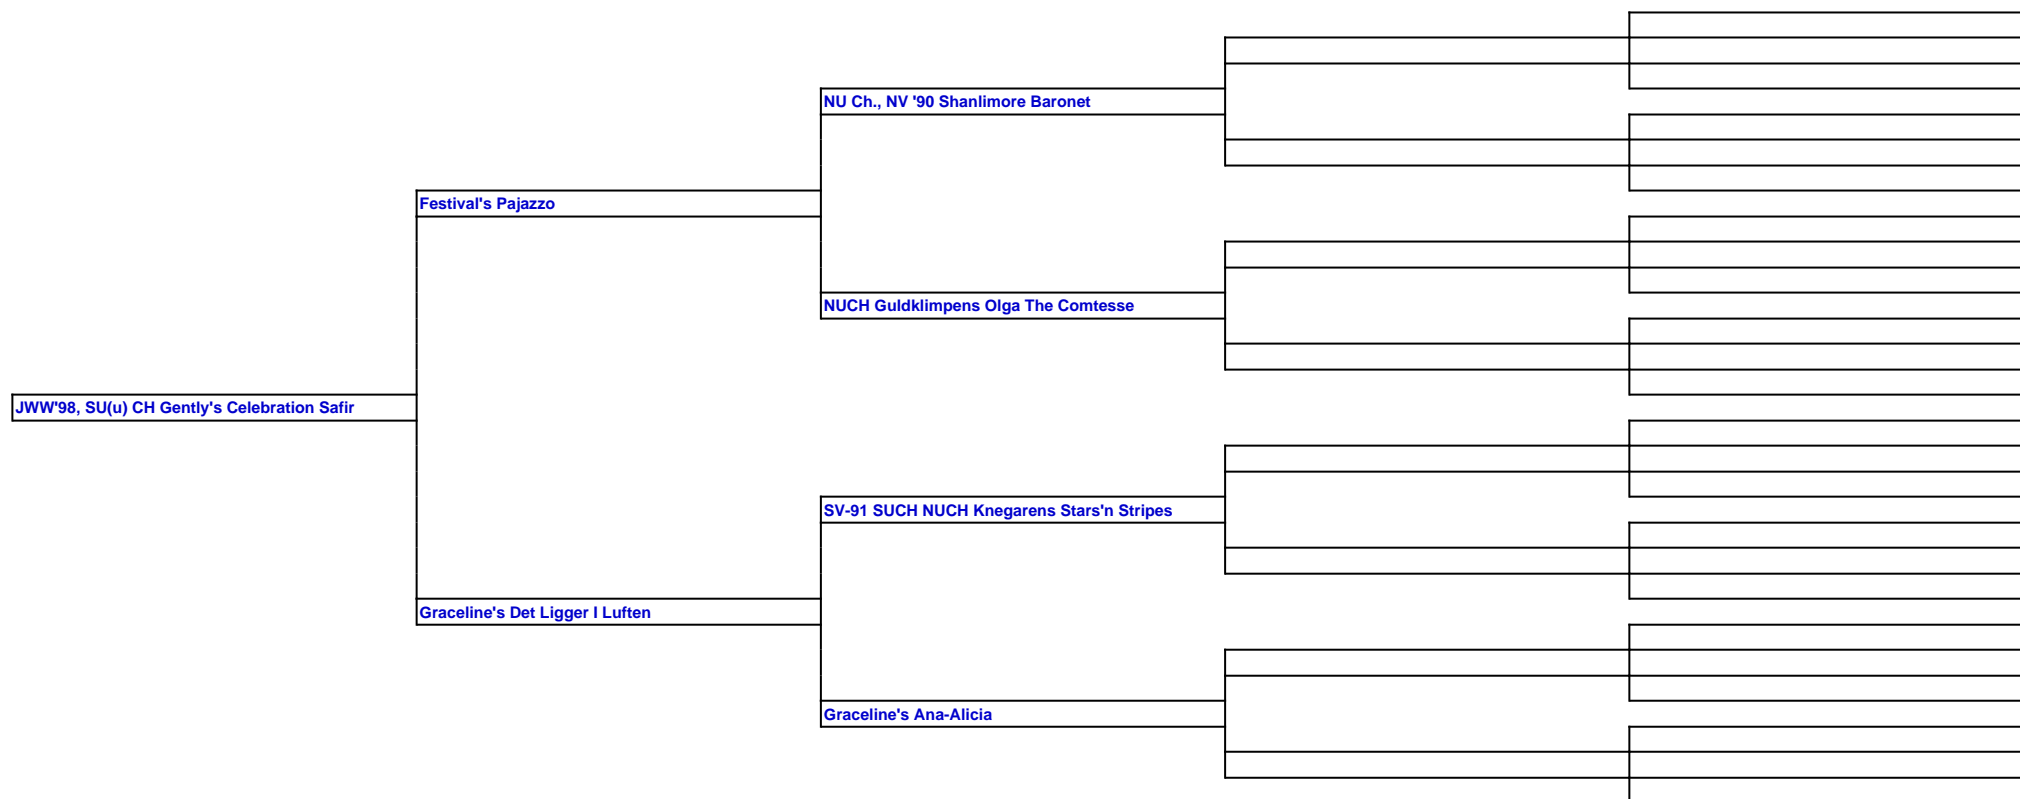 NU Ch., NV '90 Shanlimore Baronet
Festival's Pajazzo
NUCH Guldklimpens Olga The Comtesse
JWW'98, SU(u) CH Gently's Celebration Safir
SV-91 SUCH NUCH Knegarens Stars'n Stripes
Graceline's Det Ligger I Luften
Graceline's Ana-Alicia